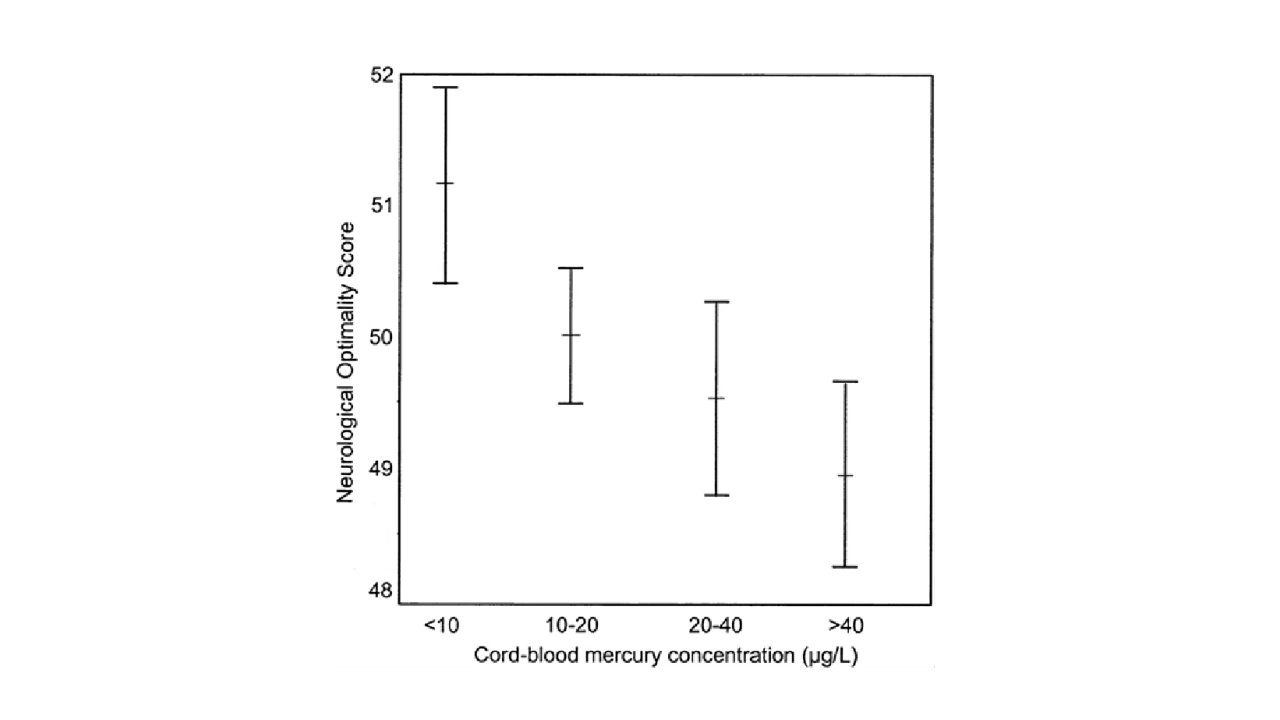 52
51
50
49
48
Neurological Optimality Score
<10 10-20 20-40 >40
Cord-blood mercury concentration (µg/L)